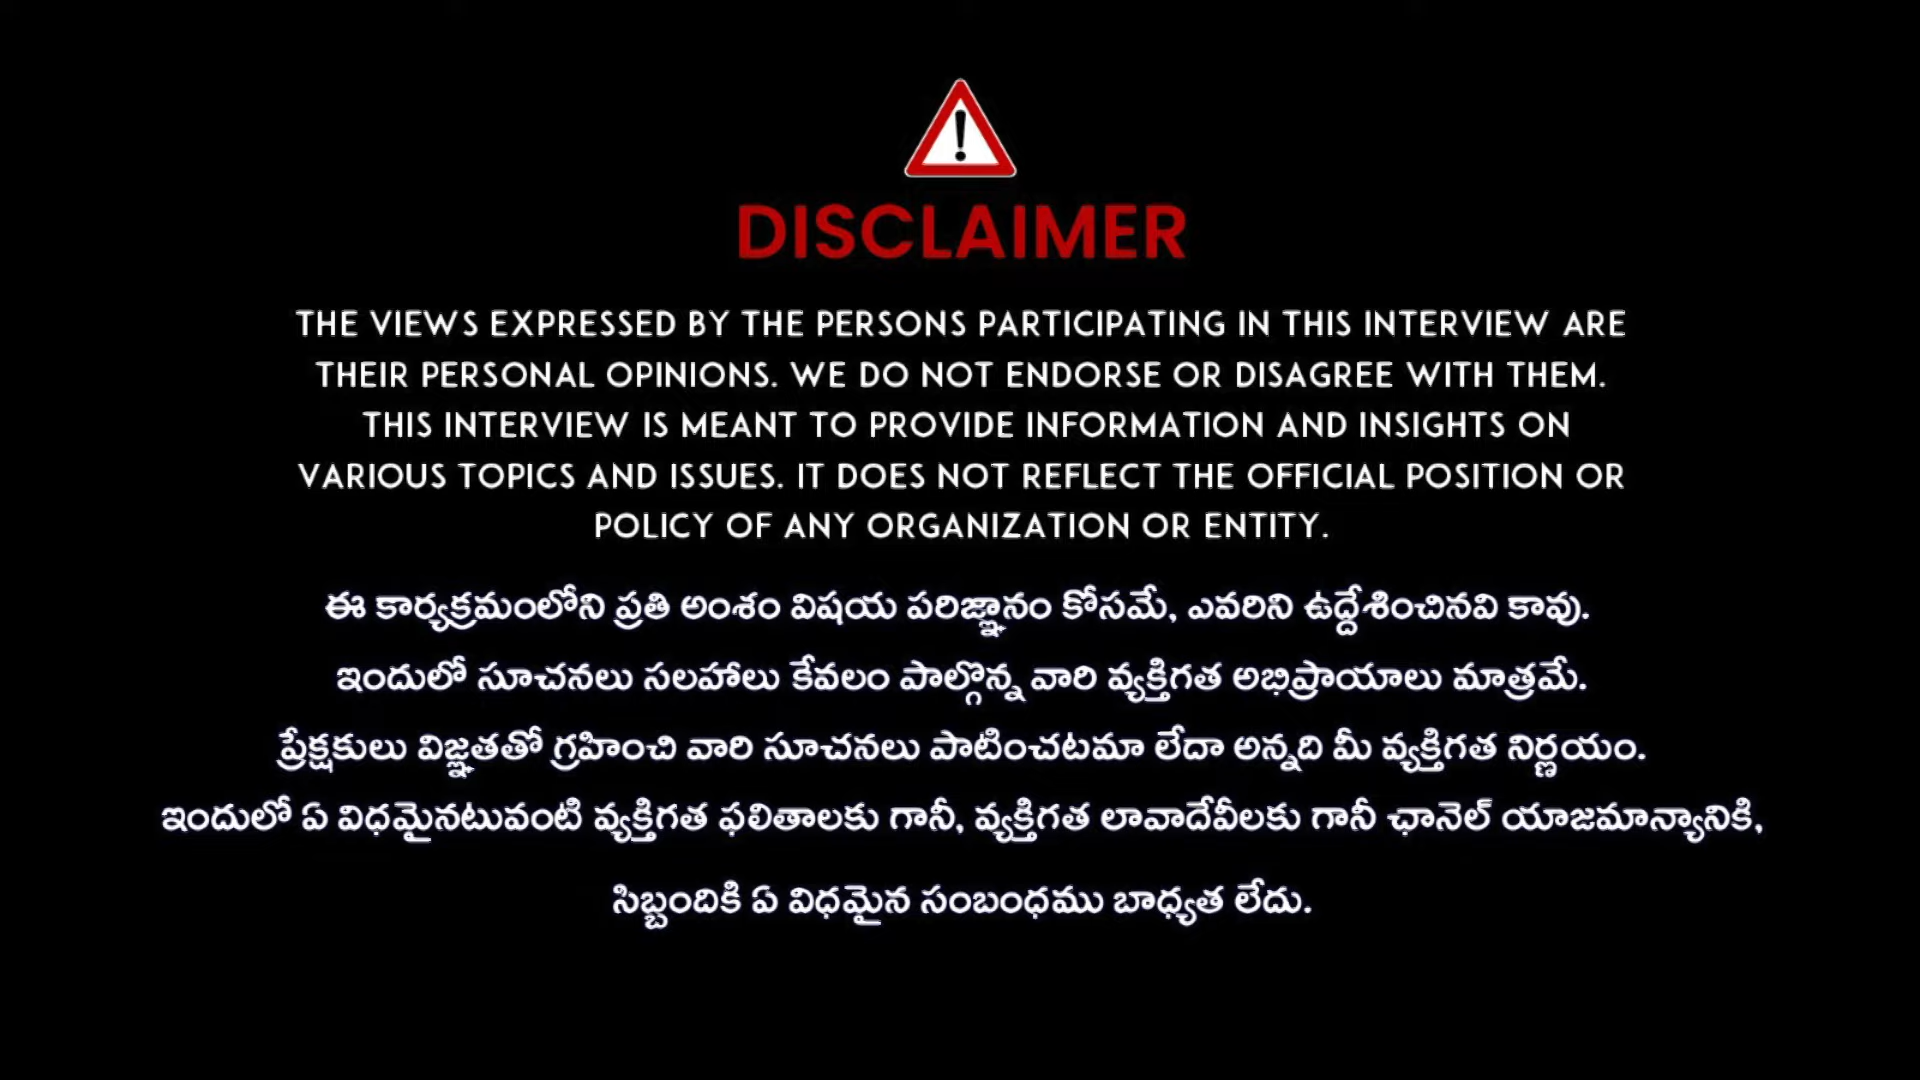 DISCLAIMER
THE VIEWS EXPRESSED BY THE PERSONS PARTICIPATING IN THIS INTERVIEW ARE
THEIR PERSONAL OPINIONS. WE DO NOT ENDORSE OR DISAGREE WITH THEM.
THIS INTERVIEW IS MEANT TO PROVIDE INFORMATION AND INSIGHTS ON
VARIOUS TOPICS AND ISSUES. IT DOES NOT REFLECT THE OFFICIAL POSITION OR
POLICY OF ANY ORGANIZATION OR ENTITY.
ఈ కార్యక్రమంలోని ప్రతి అంశం విషయ పరిజ్ఞానం కోసమే, ఎవరిని ఉద్దేశించినవి కావు.
ఇందులో సూచనలు సలహాలు కేవలం పాల్గొన్న వారి వ్యక్తిగత అభిప్రాయాలు మాత్రమే.
ప్రేక్షకులు విజ్ఞతతో గ్రహించి వారి సూచనలు పాటించటమా లేదా అన్నది మీ వ్యక్తిగత నిర్ణయం.
ఇందులో ఏ విధమైనటువంటి వ్యక్తిగత ఫలితాలకు గానీ, వ్యక్తిగత లావాదేవీలకు గానీ ఛానెల్ యాజమాన్యానికి,
సిబ్బందికి ఏ విధమైన సంబంధము బాధ్యత లేదు.